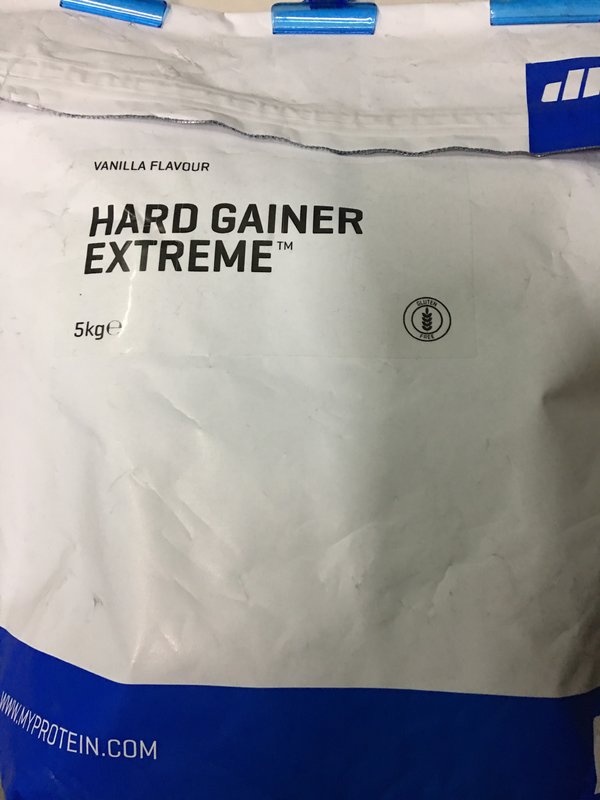 VANILLA FLAVOUR
HARD GAINER
EXTREME™
5kg℮
GLUTEN
FREE
WWW.MYPROTEIN.COM